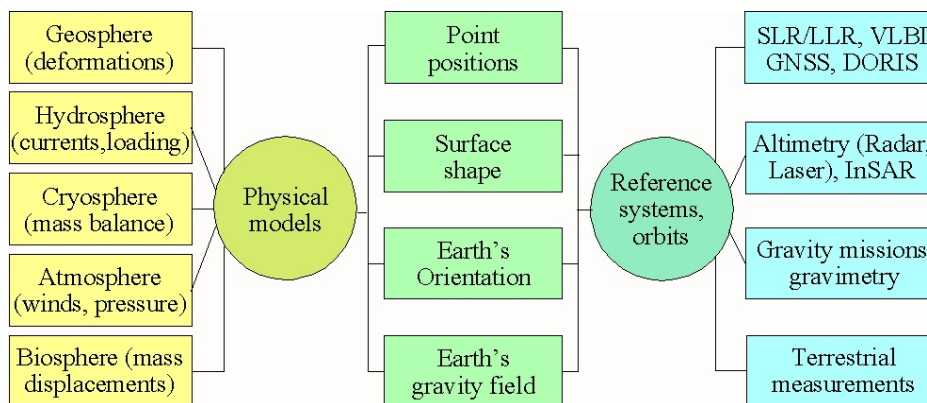 Geosphere
(deformations)
Hydrosphere
(currents,loading)
Cryosphere
(mass balance)
Atmosphere
(winds, pressure)
Biosphere (mass
displacements)
Physical
models
Point
positions
Surface
shape
Earth's
Orientation
Earth's
gravity field
Reference
systems,
orbits
SLR/LLR, VLBI
GNSS, DORIS
Altimetry (Radar,
Laser), InSAR
Gravity missions
gravimetry
Terrestrial
measurements